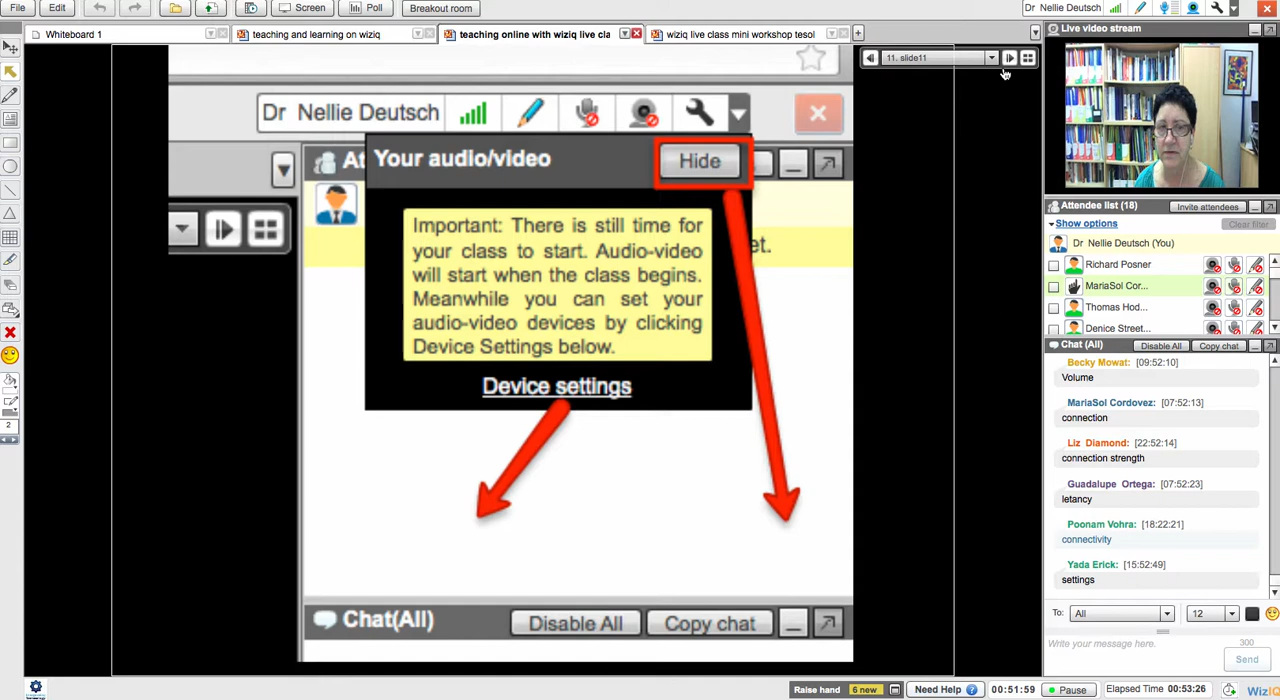 File
Edit
Screen
Poll
Breakout room
Dr Nellie Deutsch
Whiteboard 1
teaching and learning on wiziq
teaching online with wiziq live cla
wiziq live class mini workshop tesol
11. slide11
Dr Nellie Deutsch
At
Your audio/video
Hide
Important: There is still time for
your class to start. Audio-video
will start when the class begins.
Meanwhile you can set your
audio-video devices by clicking
Device Settings below.
et.
Device settings
Chat(All)
Disable All
Copy chat
Live video stream
Attendee list (18)
Invite attendees
Show options
Clear filter
Dr Nellie Deutsch (You)
Richard Posner
MariaSol Cor...
Thomas Hod...
Denice Street...
Chat (All)
Disable All
Copy chat
Becky Mowat: [09:52:10]
Volume
MariaSol Cordovez: [07:52:13]
connection
Liz Diamond: [22:52:14]
connection strength
Guadalupe Ortega: [07:52:23]
letancy
Poonam Vohra: [18:22:21]
connectivity
Yada Erick: [15:52:49]
settings
To:
All
12
Write your message here.
300
Send
2
Raise hand
6 new
Need Help ?
00:51:59
Pause
Elapsed Time 00:53:26
WizIQ